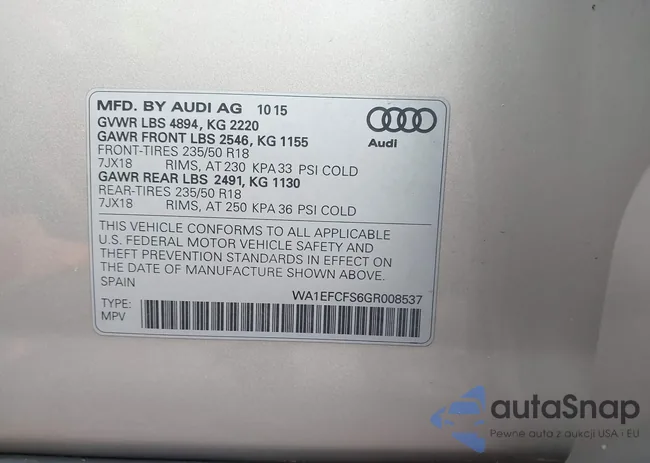 MFD. BY AUDI AG 10 15
GVWR LBS 4894, KG 2220
GAWR FRONT LBS 2546, KG 1155
FRONT-TIRES 235/50 R18
7JX18 RIMS, AT 230 KPA 33 PSI COLD
GAWR REAR LBS 2491, KG 1130
REAR-TIRES 235/50 R18
7JX18 RIMS, AT 250 KPA 36 PSI COLD
Audi
THIS VEHICLE CONFORMS TO ALL APPLICABLE
U.S. FEDERAL MOTOR VEHICLE SAFETY AND
THEFT PREVENTION STANDARDS IN EFFECT ON
THE DATE OF MANUFACTURE SHOWN ABOVE.
SPAIN
WA1EFCFS6GR008537
TYPE:
MPV
autaSnap
Pewne auta z aukcji USA i EU